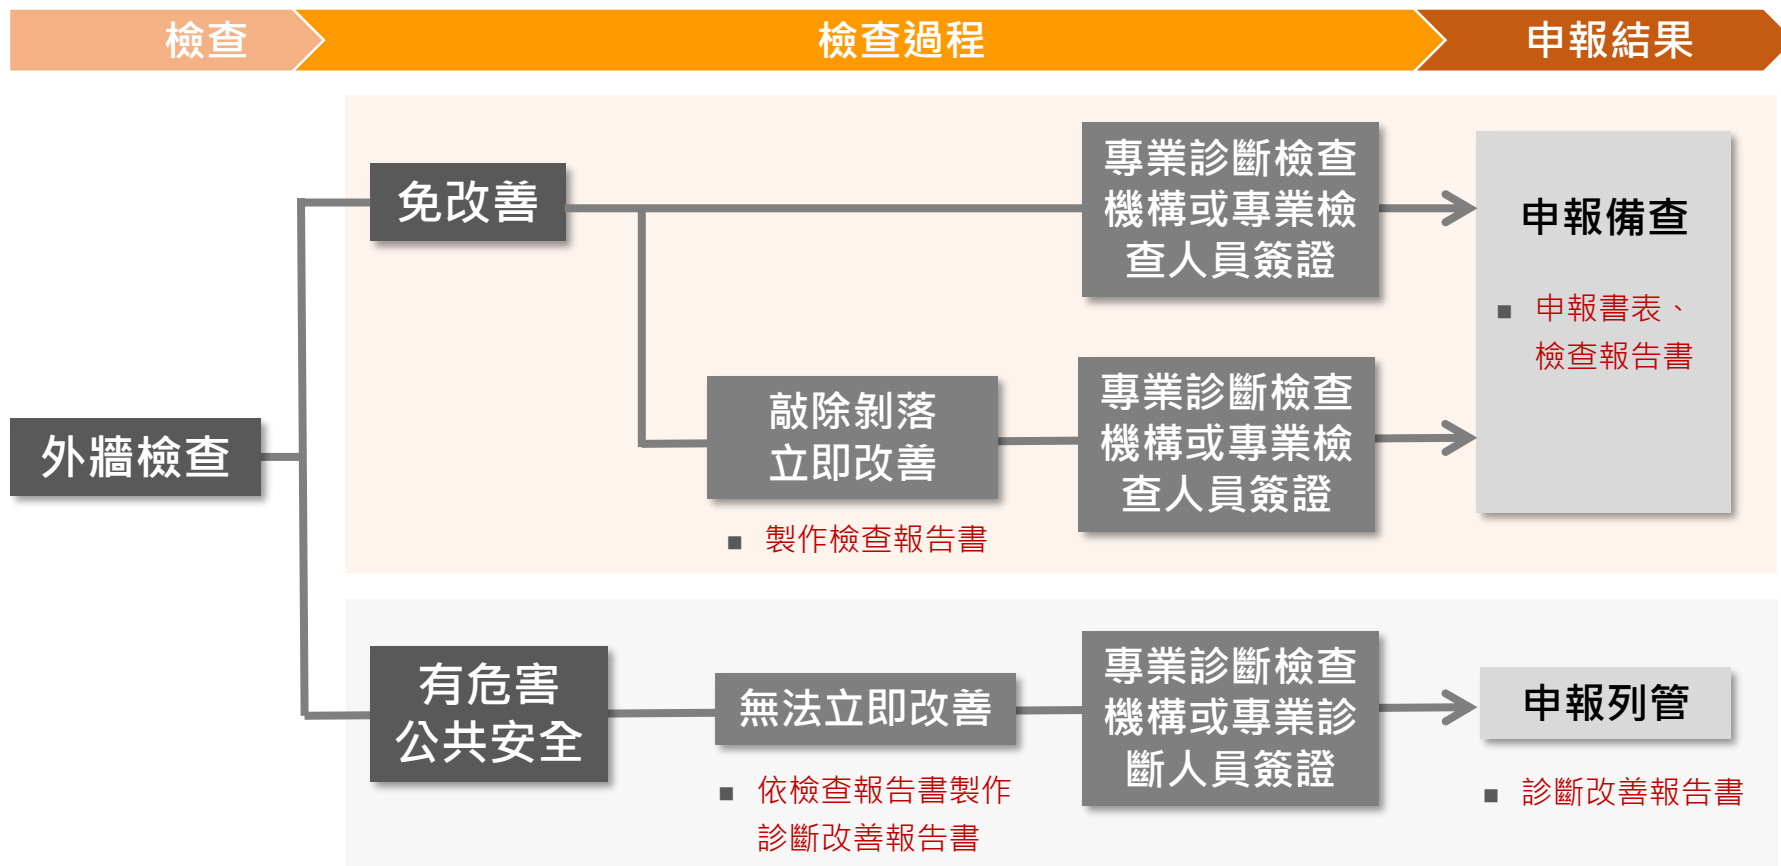 檢查
檢查過程
申報結果
外牆檢查
免改善
專業診斷檢查
機構或專業檢
查人員簽證
申報備查
■ 申報書表、
檢查報告書
敲除剝落
立即改善
■ 製作檢查報告書
專業診斷檢查
機構或專業檢
查人員簽證
有危害
公共安全
無法立即改善
■ 依檢查報告書製作
診斷改善報告書
專業診斷檢查
機構或專業診
斷人員簽證
申報列管
■ 診斷改善報告書